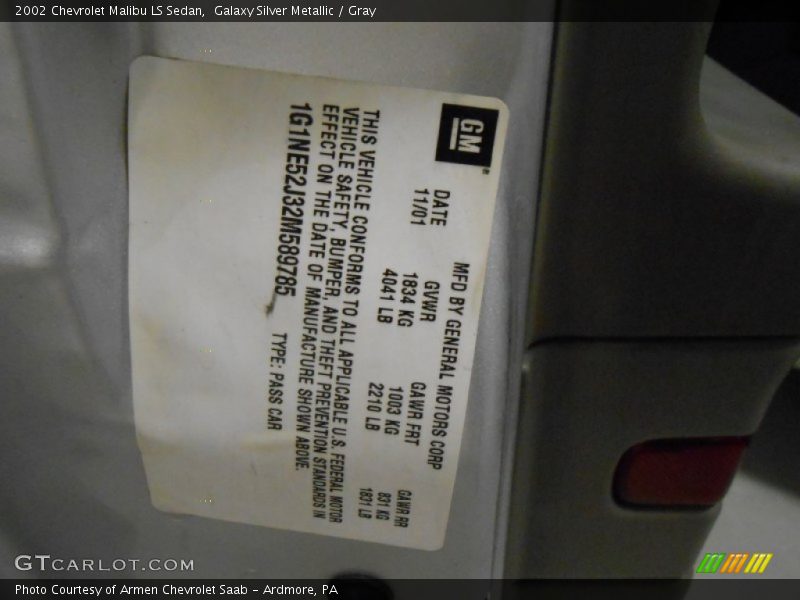 2002 Chevrolet Malibu LS Sedan,  Galaxy Silver Metallic / Gray
GM
MFD BY GENERAL MOTORS CORP
DATE GVWR GAWR FRT GAWR RR
11/01 1834 KG 1003 KG 831 KG
4041 LB 2210 LB 1831 LB
THIS VEHICLE CONFORMS TO ALL APPLICABLE U.S. FEDERAL MOTOR
VEHICLE SAFETY, BUMPER, AND THEFT PREVENTION STANDARDS IN
EFFECT ON THE DATE OF MANUFACTURE SHOWN ABOVE.
1G1NE52J32M589785 TYPE: PASS CAR
GTCARLOT.COM
Photo Courtesy of Armen Chevrolet Saab – Ardmore, PA